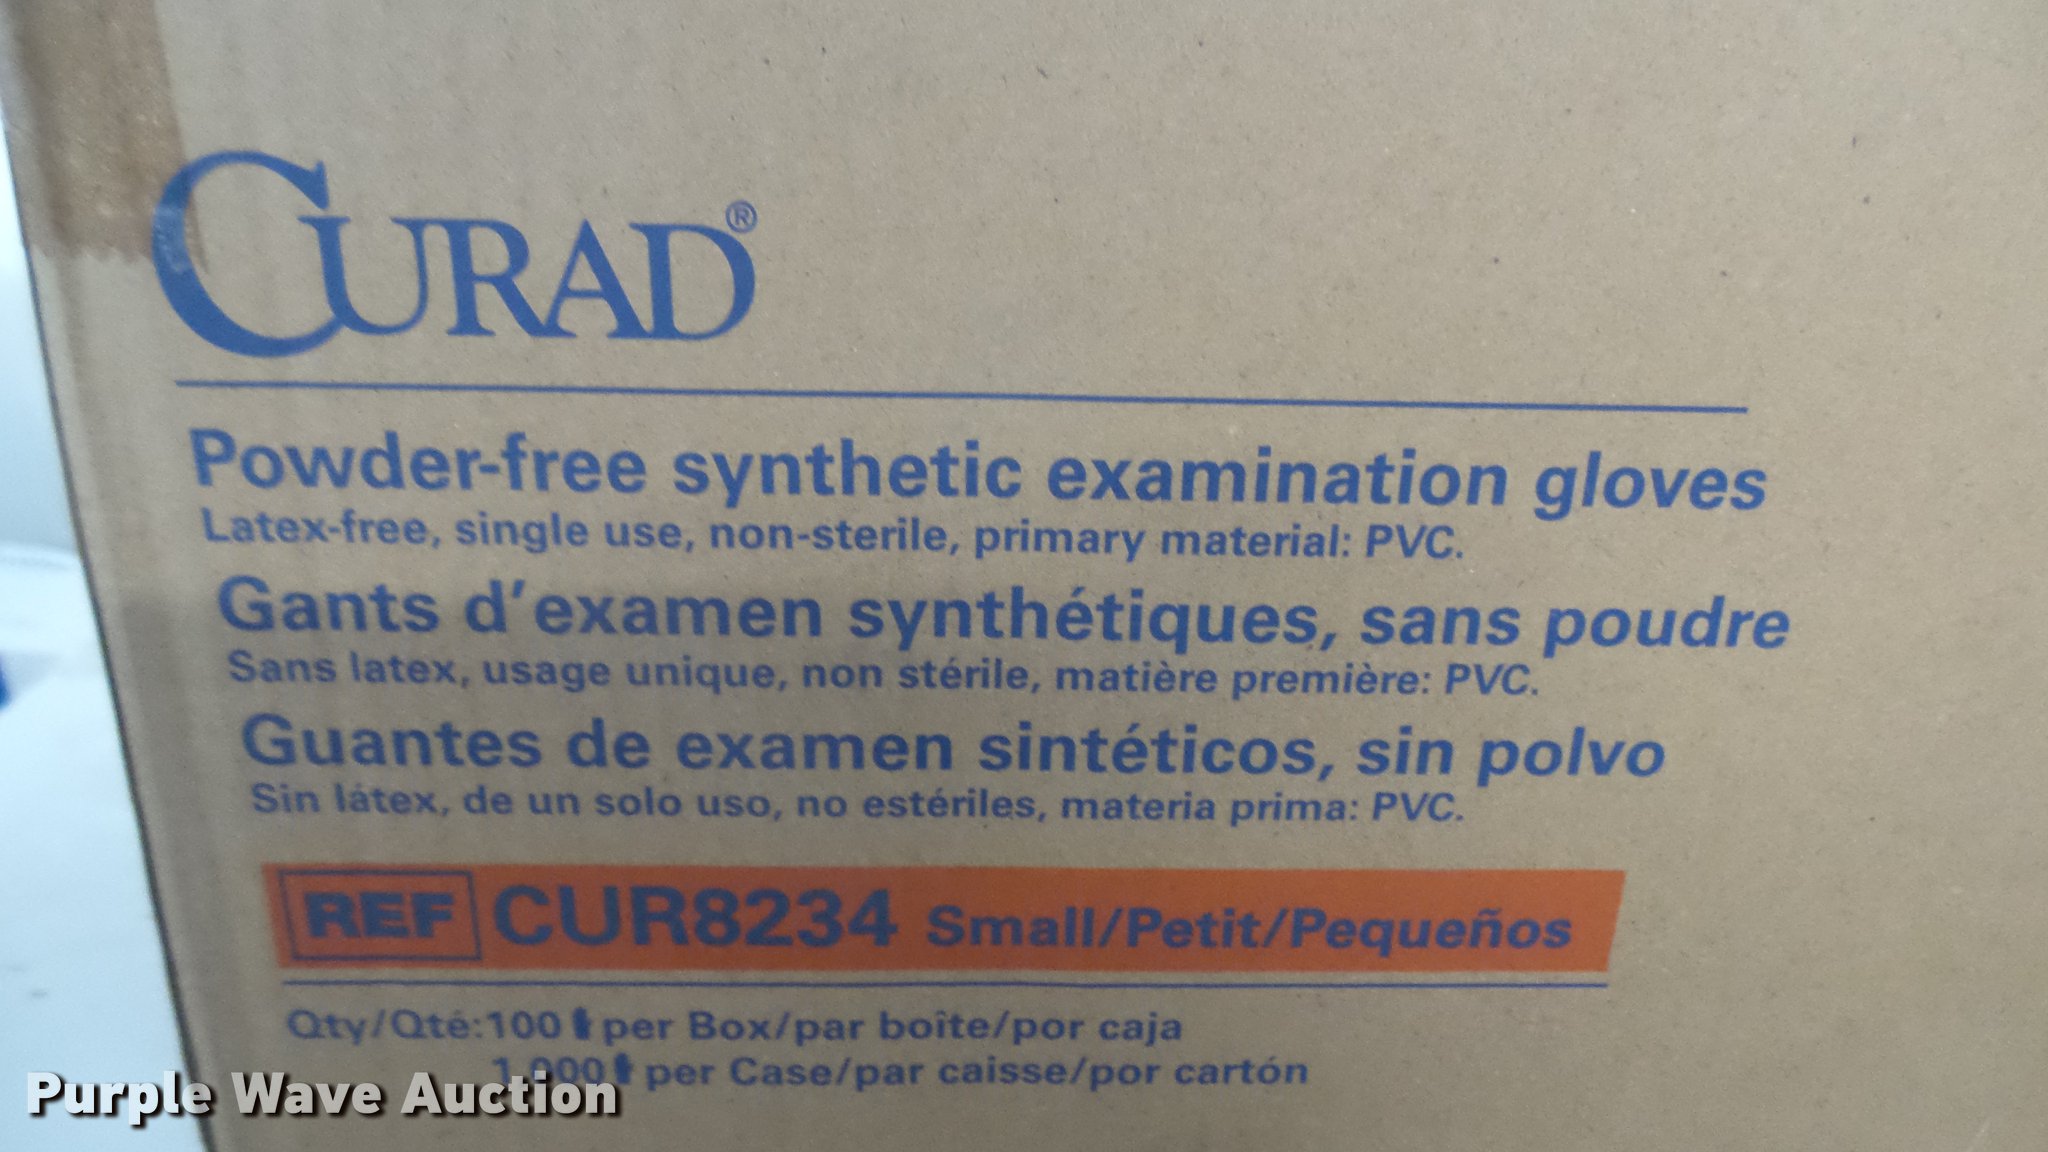 CURAD®
Powder-free synthetic examination gloves
Latex-free, single use, non-sterile, primary material: PVC.
Gants d'examen synthétiques, sans poudre
Sans latex, usage unique, non stérile, matière première: PVC.
Guantes de examen sintéticos, sin polvo
Sin látex, de un solo uso, no estériles, materia prima: PVC.
REF CUR8234 Small/Petit/Pequeños
Qty/Qté: 100 per Box/par boîte/por caja
1,000 per Case/par caisse/por cartón
Purple Wave Auction